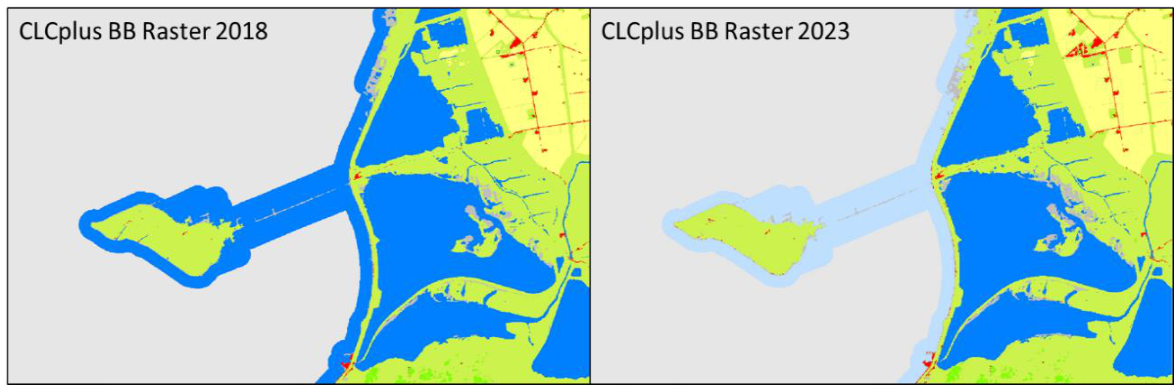 CLCplus BB Raster 2018
CLCplus BB Raster 2023